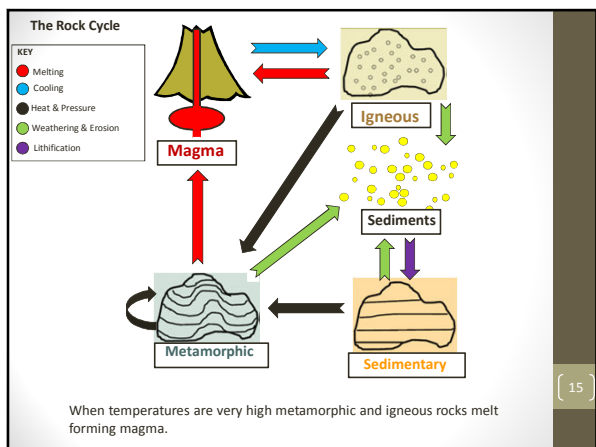 The Rock Cycle
KEY
Melting
Cooling
Heat & Pressure
Weathering & Erosion
Lithification
Igneous
Magma
Sediments
Metamorphic
Sedimentary
15
When temperatures are very high metamorphic and igneous rocks melt
forming magma.